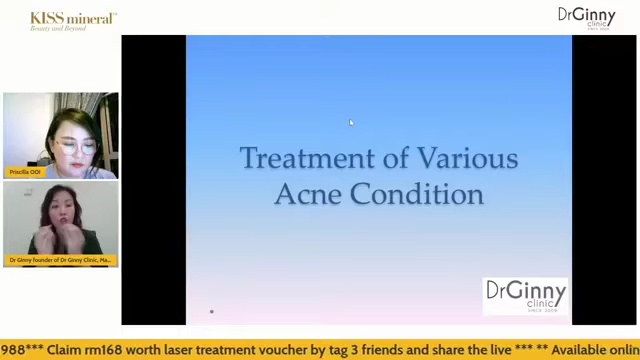 KISS mineral
Beauty and Beyond
DrGinny
clinic
SINCE 2006
Treatment of Various
Acne Condition
Priscilla OOI
Dr Ginny founder of Dr Ginny Clinic, Ma...
DrGinny
clinic
SINCE 2006
988*** Claim rm168 worth laser treatment voucher by tag 3 friends and share the live *** ** Available onlin